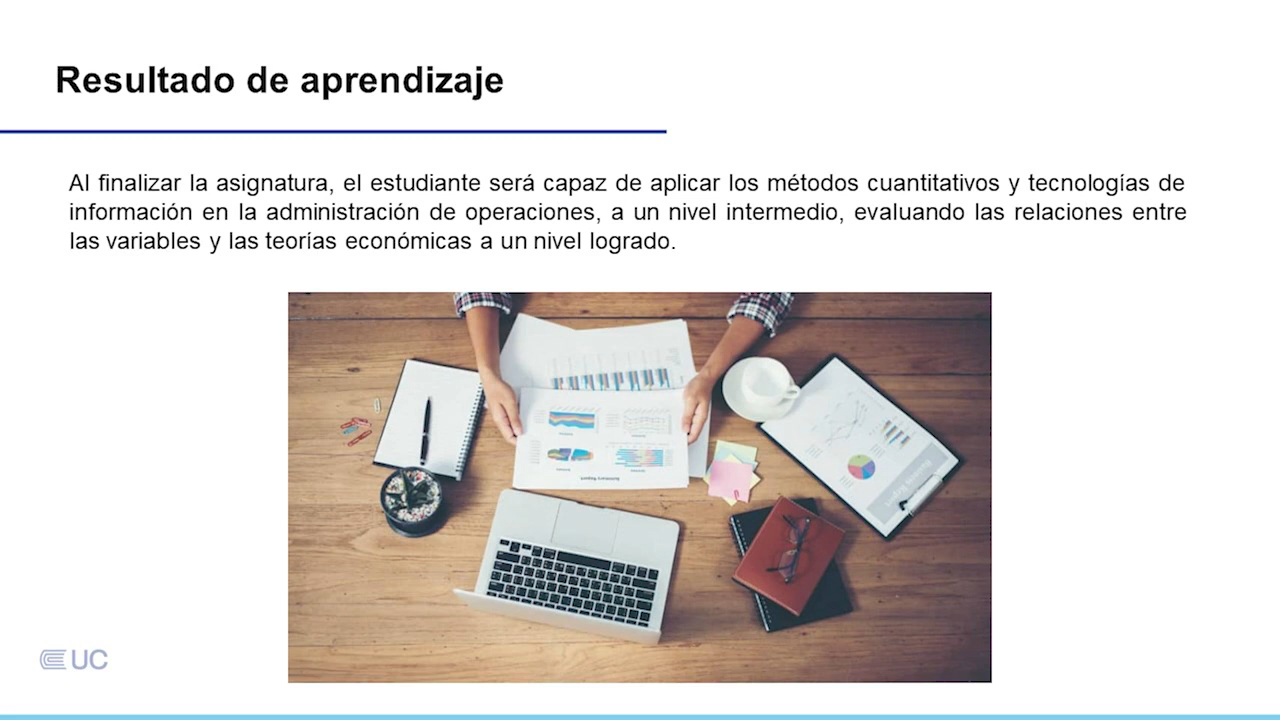 Resultado de aprendizaje
Al finalizar la asignatura, el estudiante será capaz de aplicar los métodos cuantitativos y tecnologías de
información en la administración de operaciones, a un nivel intermedio, evaluando las relaciones entre
las variables y las teorías económicas a un nivel logrado.
Summary Report
UC